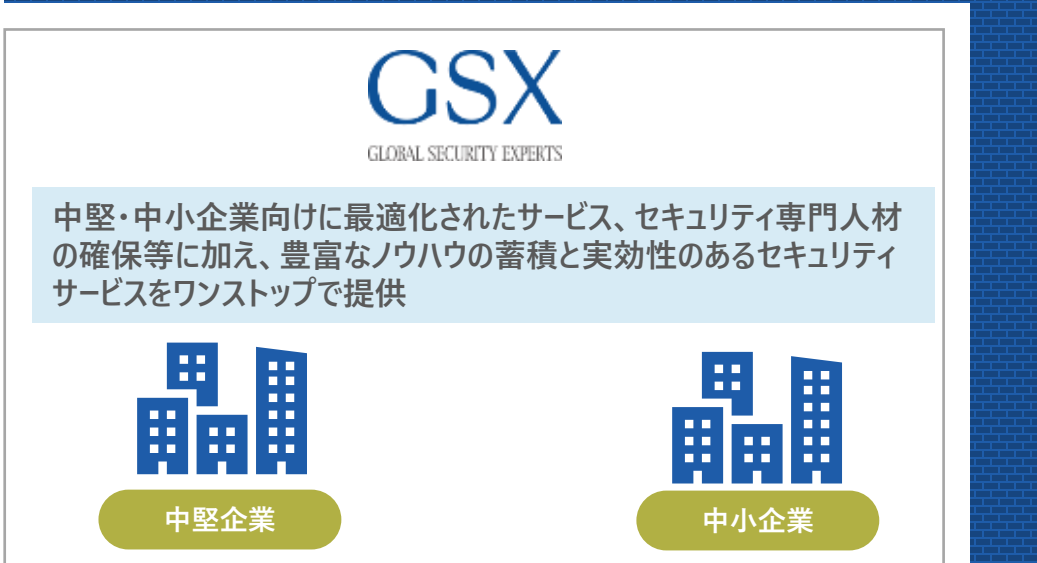 GSX
GLOBAL SECURITY EXPERTS
中堅・中小企業向けに最適化されたサービス、セキュリティ専門人材
の確保等に加え、豊富なノウハウの蓄積と実効性のあるセキュリティ
サービスをワンストップで提供
中堅企業
中小企業